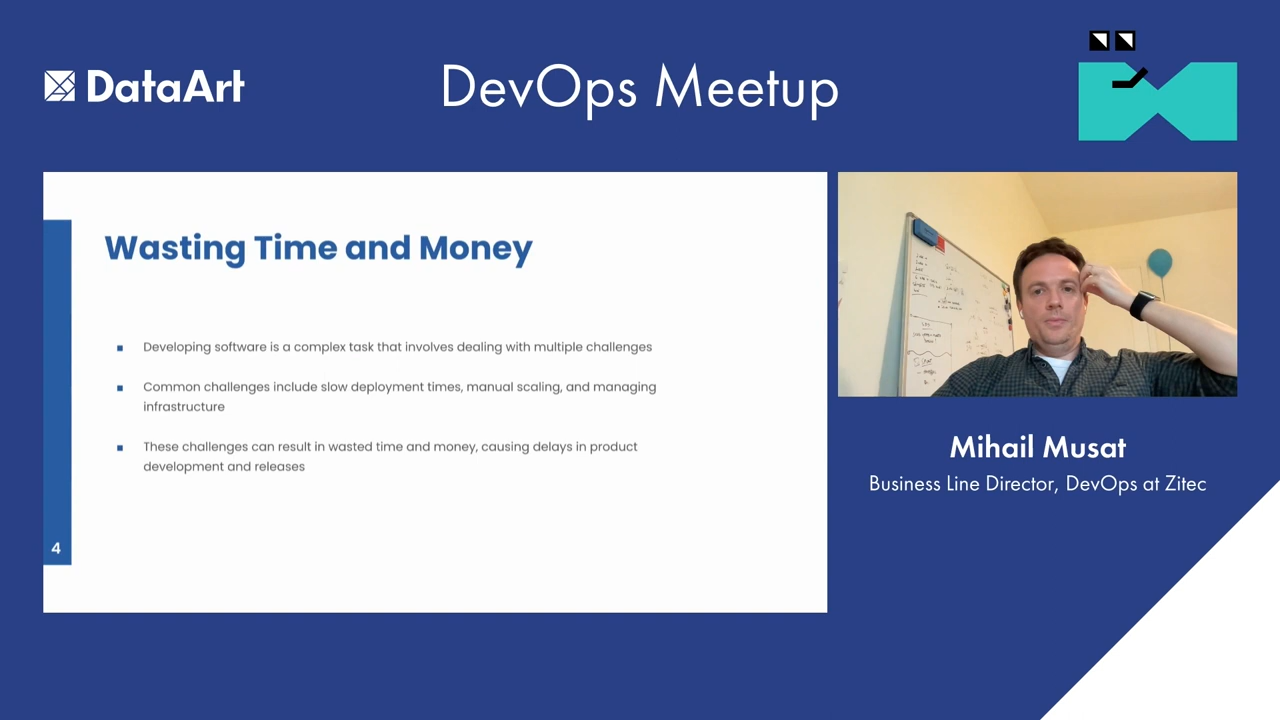 DataArt
DevOps Meetup
Wasting Time and Money
Developing software is a complex task that involves dealing with multiple challenges
Common challenges include slow deployment times, manual scaling, and managing
infrastructure
These challenges can result in wasted time and money, causing delays in product
development and releases
4
Mihail Musat
Business Line Director, DevOps at Zitec